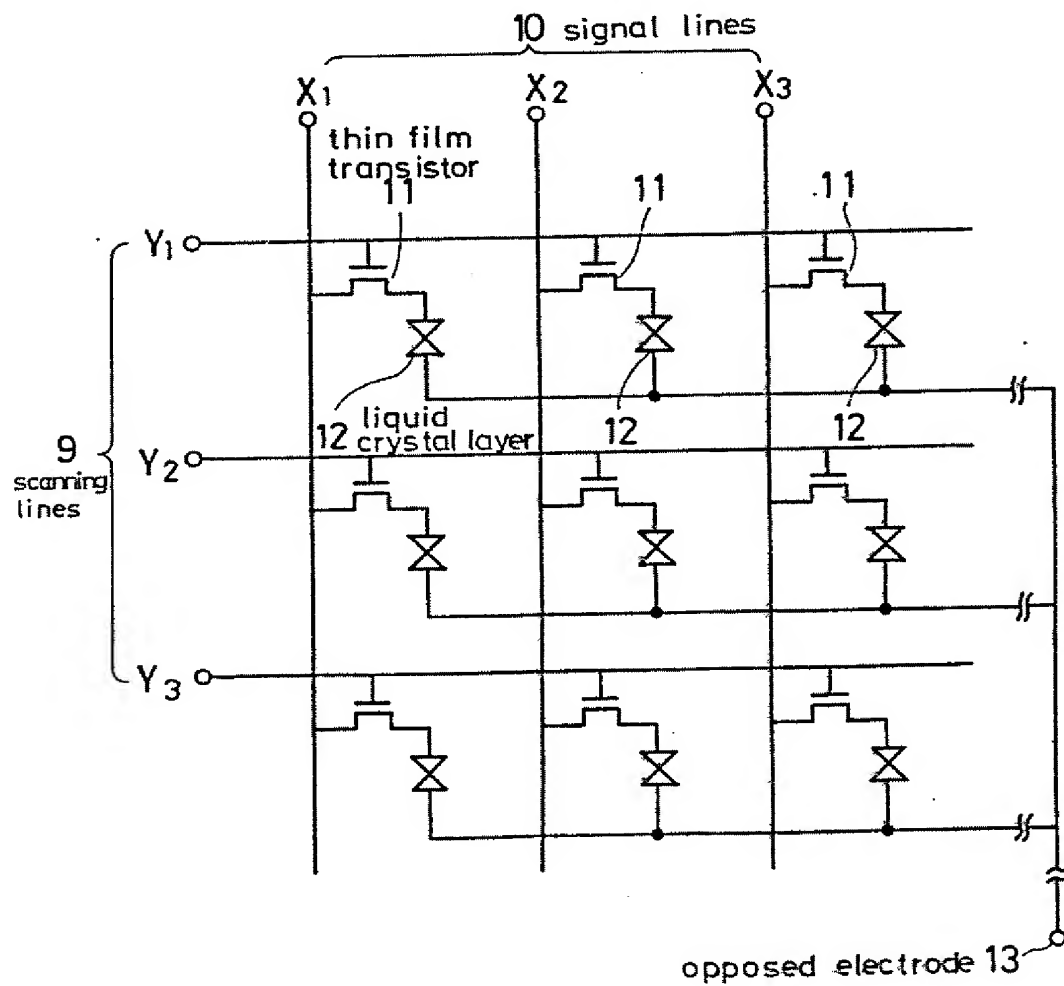 10 signal lines
X1 X2 X3
thin film
transistor
11 11 11
Y1
12 liquid
crystal layer
12 12
9
scanning
lines
Y2
Y3
opposed electrode 13